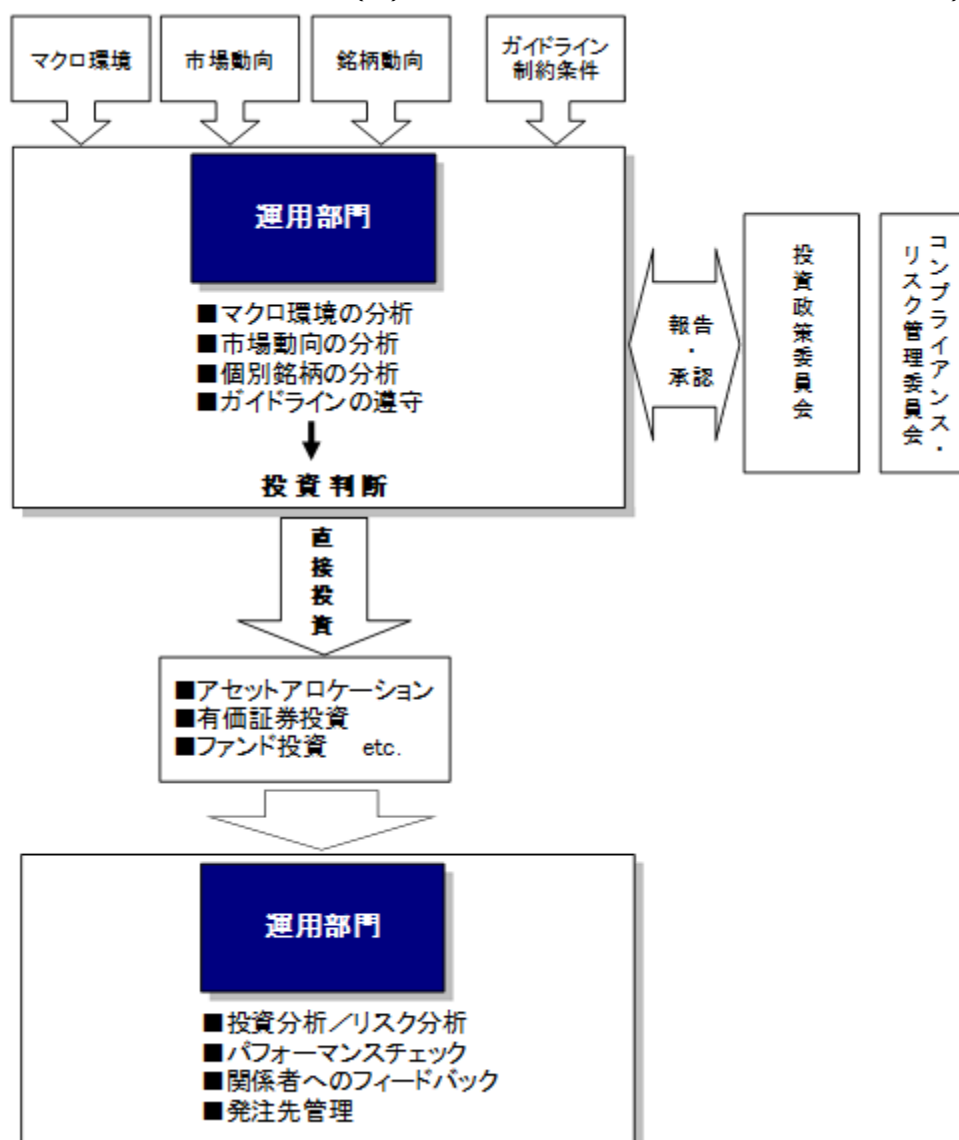 マクロ環境
市場動向
銘柄動向
ガイドライン
制約条件
運用部門
■マクロ環境の分析
■市場動向の分析
■個別銘柄の分析
■ガイドラインの遵守
投資判断
報告
・
承認
投資政策委員会
コンプライアンス・
リスク管理委員会
直接投資
■アセットアロケーション
■有価証券投資
■ファンド投資 etc.
運用部門
■投資分析／リスク分析
■パフォーマンスチェック
■関係者へのフィードバック
■発注先管理